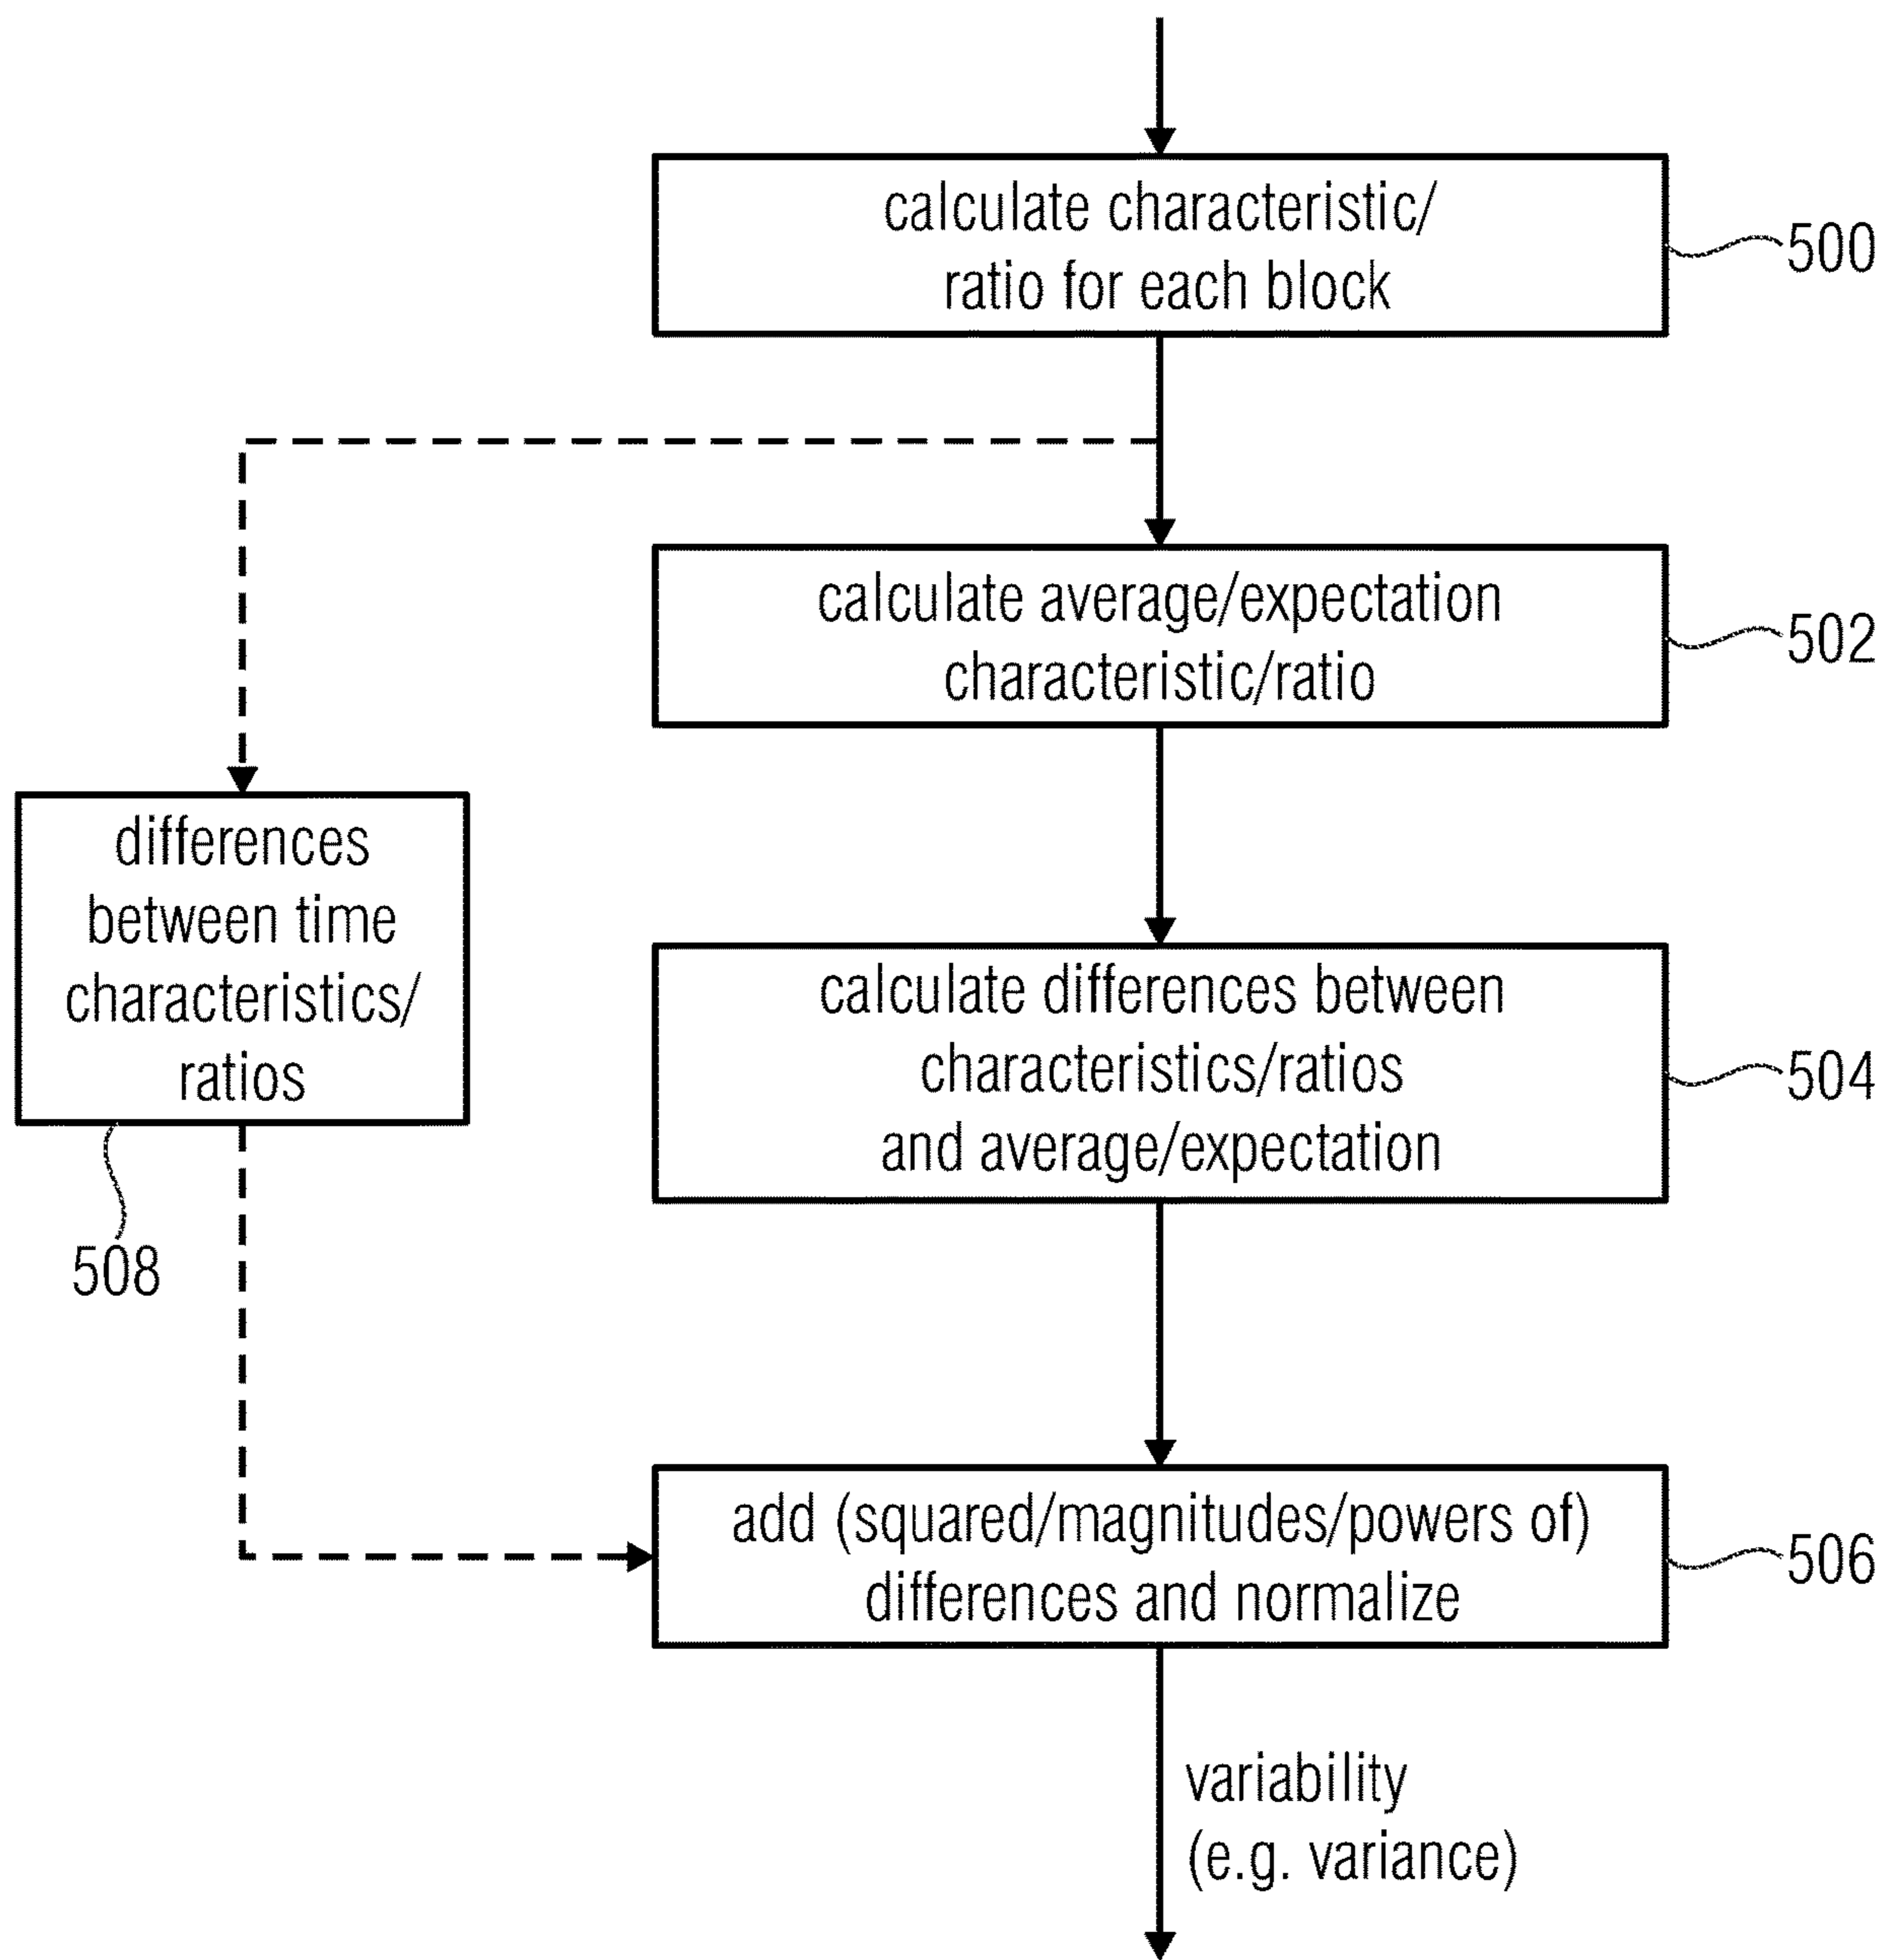 calculate characteristic/
ratio for each block
500
calculate average/expectation
characteristic/ratio
502
differences
between time
characteristics/
ratios
508
calculate differences between
characteristics/ratios
and average/expectation
504
add (squared/magnitudes/powers of)
differences and normalize
506
variability
(e.g. variance)